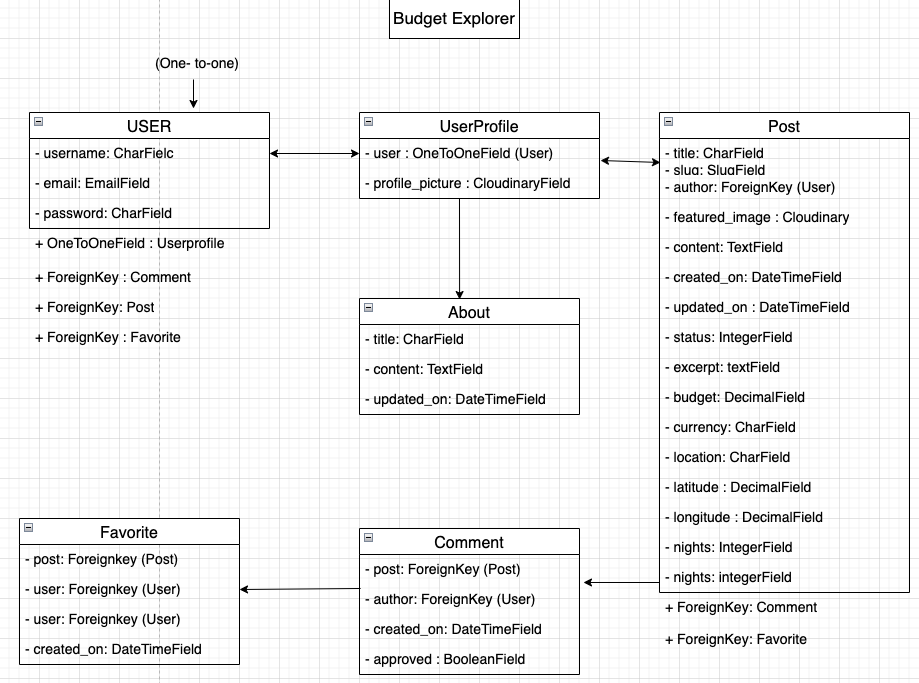 Budget Explorer
(One- to-one)
USER
- username: CharFielc
- email: EmailField
- password: CharField
+ OneToOneField : Userprofile
+ ForeignKey : Comment
+ ForeignKey: Post
+ ForeignKey : Favorite
UserProfile
- user : OneToOneField (User)
- profile_picture : CloudinaryField
About
- title: CharField
- content: TextField
- updated_on: DateTimeField
Post
- title: CharField
- slug: SlugField
- author: ForeignKey (User)
- featured_image : Cloudinary
- content: TextField
- created_on: DateTimeField
- updated_on : DateTimeField
- status: IntegerField
- excerpt: textField
- budget: DecimalField
- currency: CharField
- location: CharField
- latitude : DecimalField
- longitude : DecimalField
- nights: IntegerField
- nights: integerField
+ ForeignKey: Comment
+ ForeignKey: Favorite
Favorite
- post: Foreignkey (Post)
- user: Foreignkey (User)
- user: Foreignkey (User)
- created_on: DateTimeField
Comment
- post: ForeignKey (Post)
- author: ForeignKey (User)
- created_on: DateTimeField
- approved : BooleanField